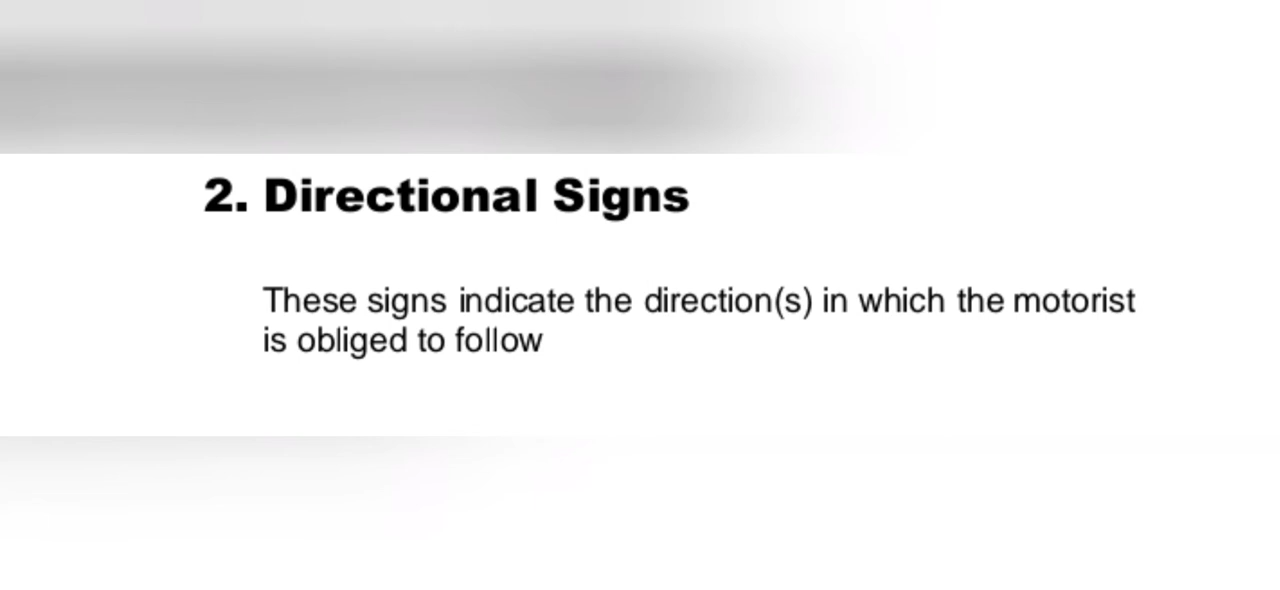 2. Directional Signs
These signs indicate the direction(s) in which the motorist
is obliged to follow